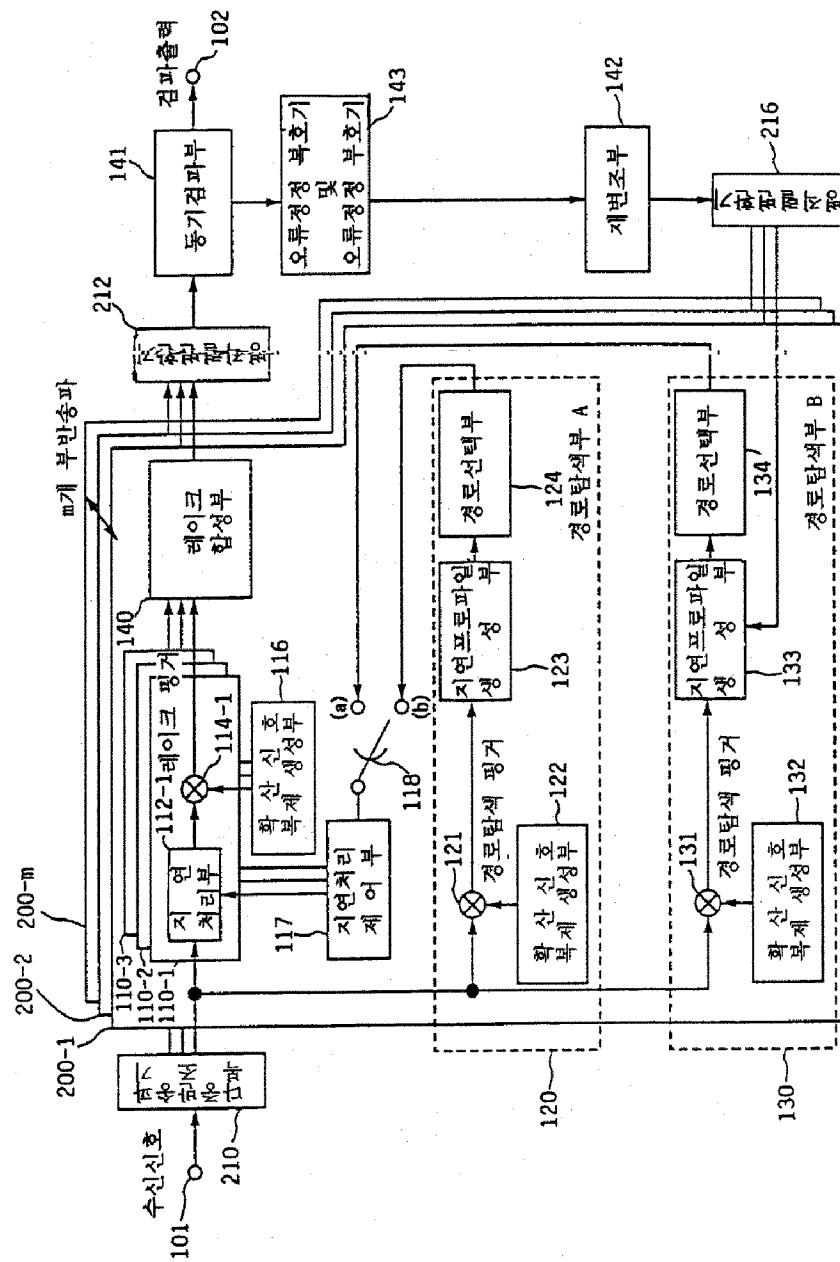 200-m
200-2
200-1
m개 부반송파
수신신호
101
210
110-3
110-2
110-1
지 연
처리부
112-1
레이크 핑거
114-1
확 산 신 호
복제 생성부
116
지연처리
제어부
117
118
(a)
(b)
140
레이크
합성부
212
141
동기검파부
검파출력
102
오류정정 복호기
및
오류정정 부호기
143
재변조부
142
216
120
121
경로탐색 핑거
확 산 신 호
복제 생성부
122
지연프로파일
생 성 부
123
경로선택부
124
경로탐색부 A
130
131
경로탐색 핑거
확 산 신 호
복제 생성부
132
지연프로파일
생 성 부
133
경로선택부
134
경로탐색부 B